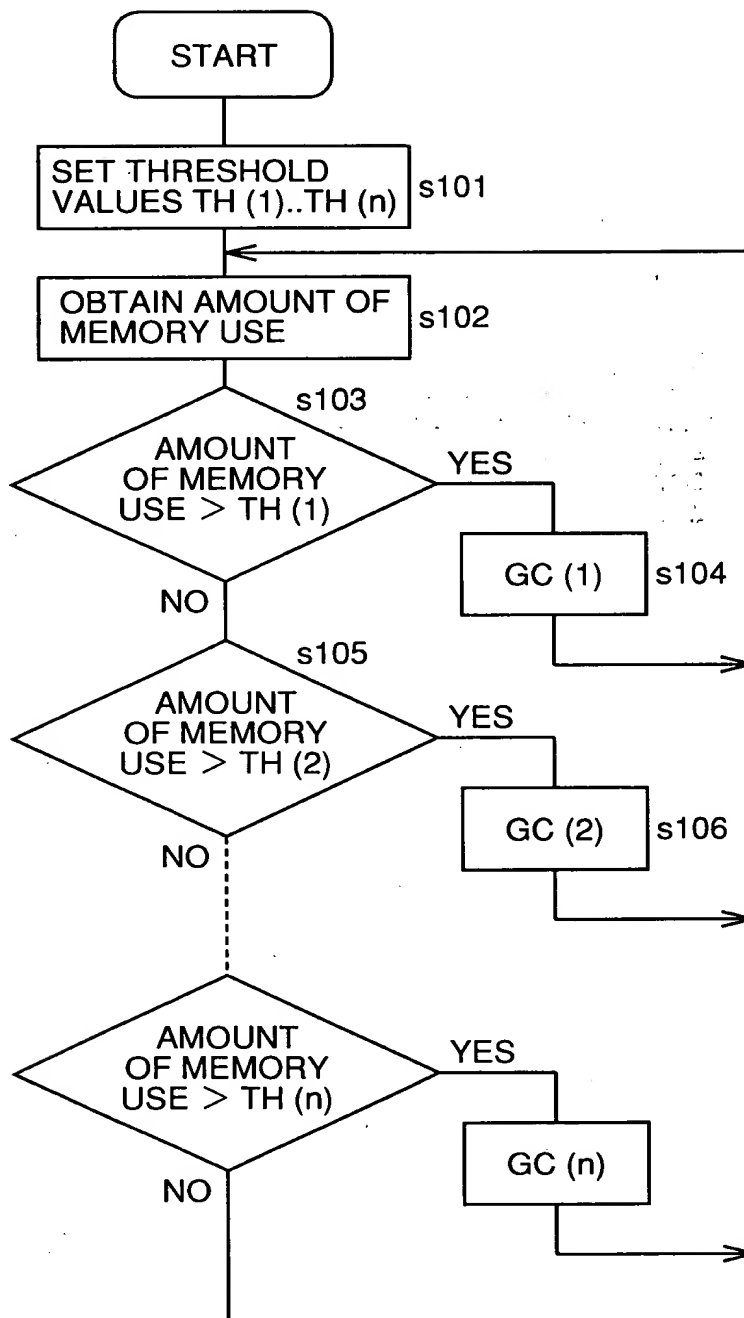 START
SET THRESHOLD
VALUES TH (1)..TH (n)
s101
OBTAIN AMOUNT OF
MEMORY USE
s102
s103
AMOUNT
OF MEMORY
USE > TH (1)
YES
GC (1)
s104
NO
s105
AMOUNT
OF MEMORY
USE > TH (2)
YES
GC (2)
s106
NO
AMOUNT
OF MEMORY
USE > TH (n)
YES
GC (n)
NO